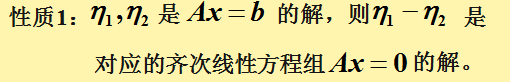 性质1：η₁,η₂ 是 Ax = b 的解，则η₁ − η₂ 是
对应的齐次线性方程组 Ax = 0 的解。